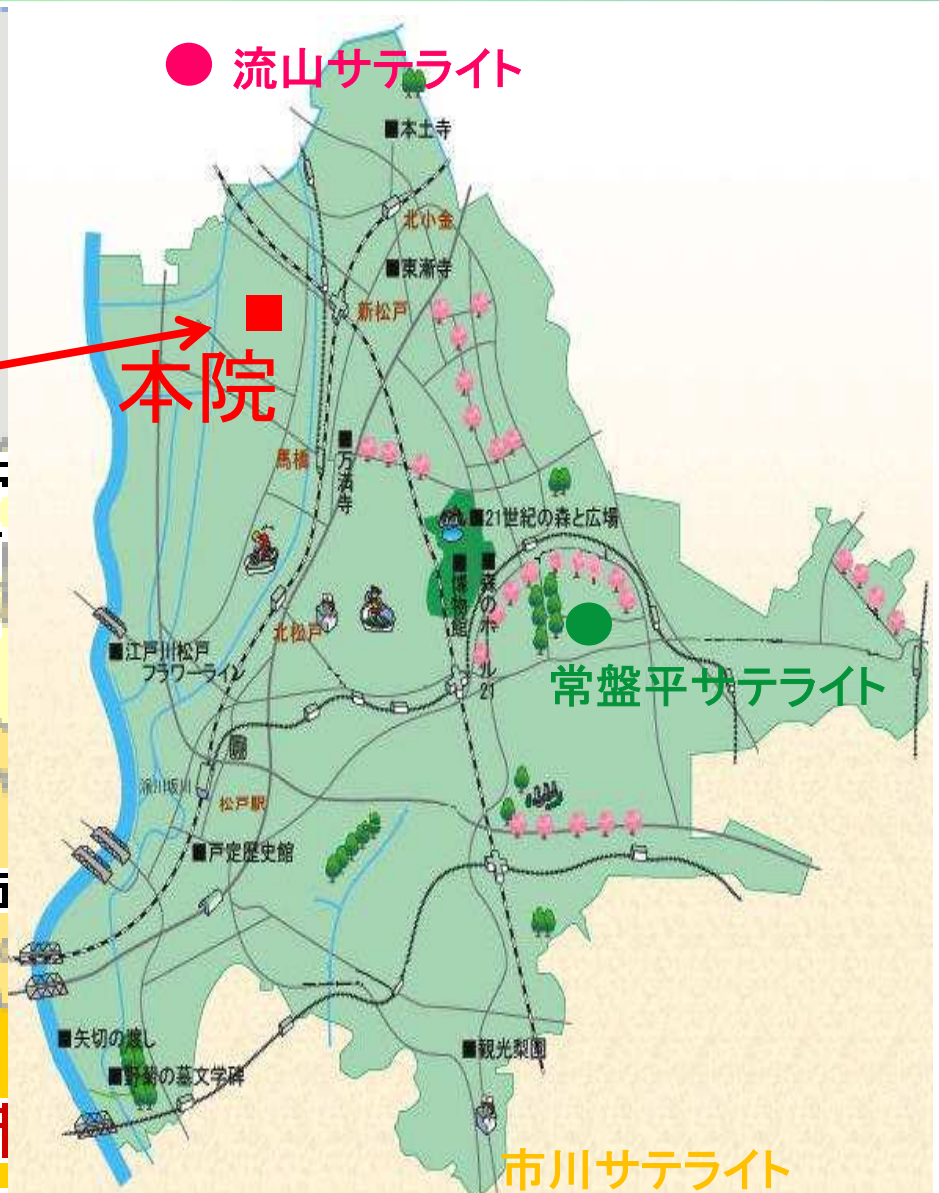 流山サテライト
■本土寺
北小金
■東漸寺
新松戸
本院
馬橋
■万満寺
■21世紀の森と広場
■博物館
■森のホール21
北松戸
■江戸川松戸
フラワーライン
常盤平サテライト
松戸駅
■戸定歴史館
■矢切の渡し
■野菊の墓文学碑
■観光梨園
市川サテライト